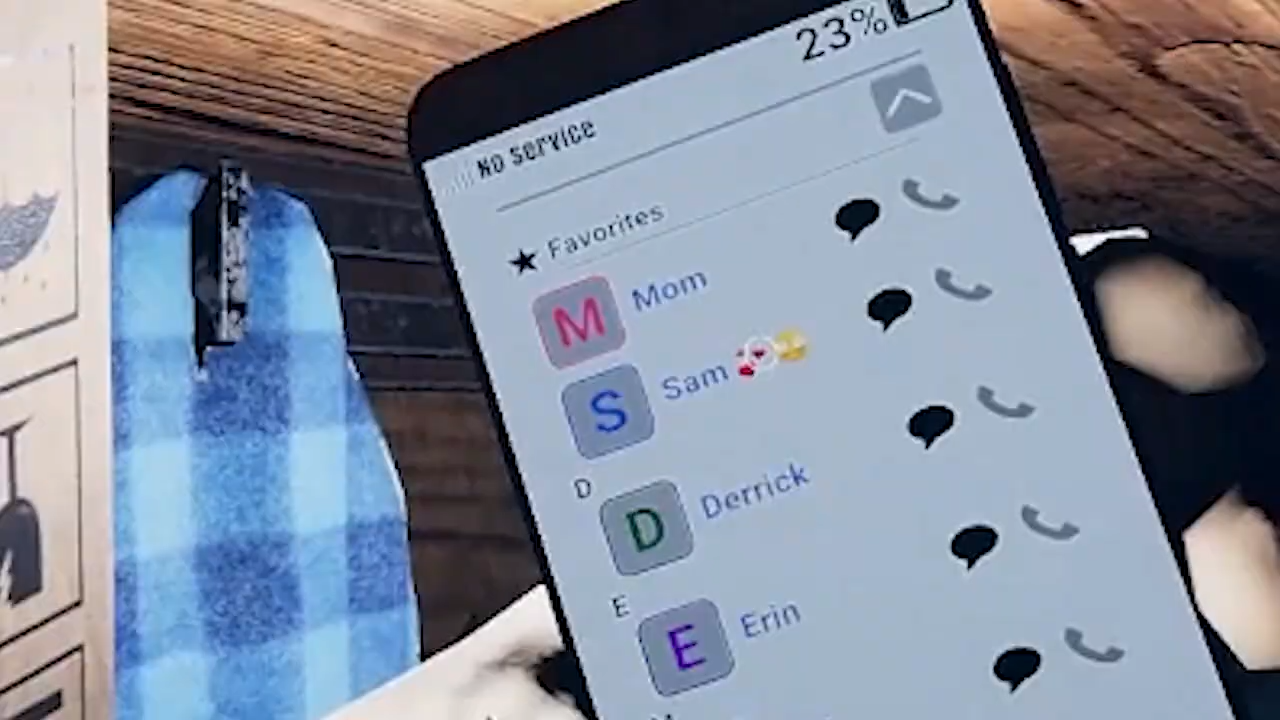 23%
No service
Favorites
M Mom
S Sam
D
D Derrick
E
E Erin